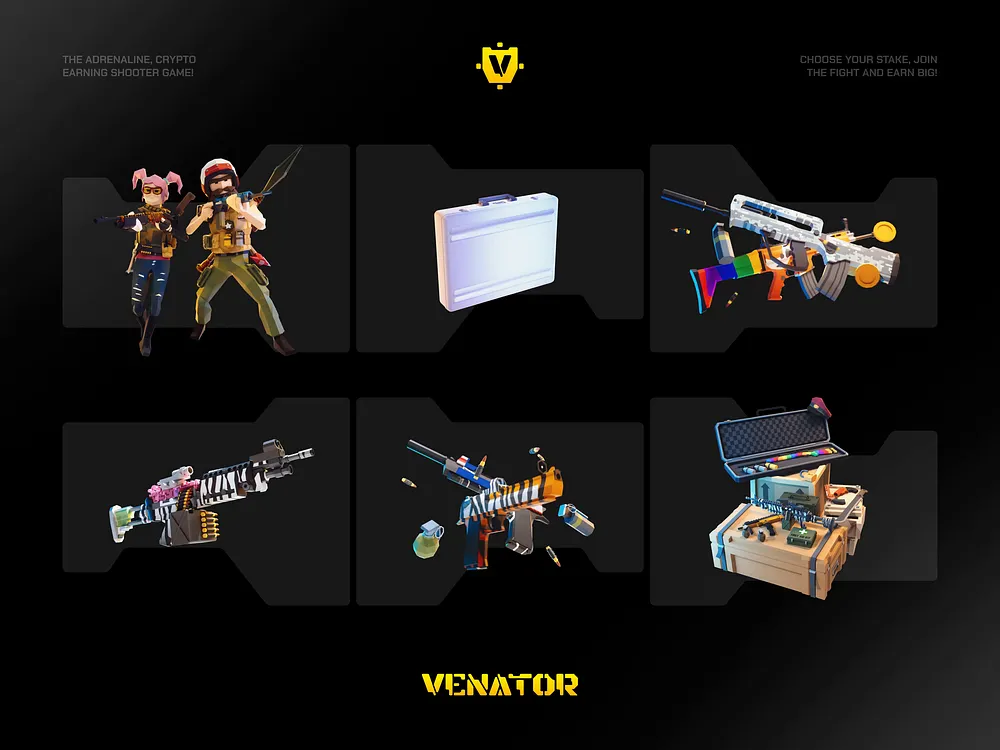 THE ADRENALINE, CRYPTO
EARNING SHOOTER GAME!
V
CHOOSE YOUR STAKE, JOIN
THE FIGHT AND EARN BIG!
VENATOR